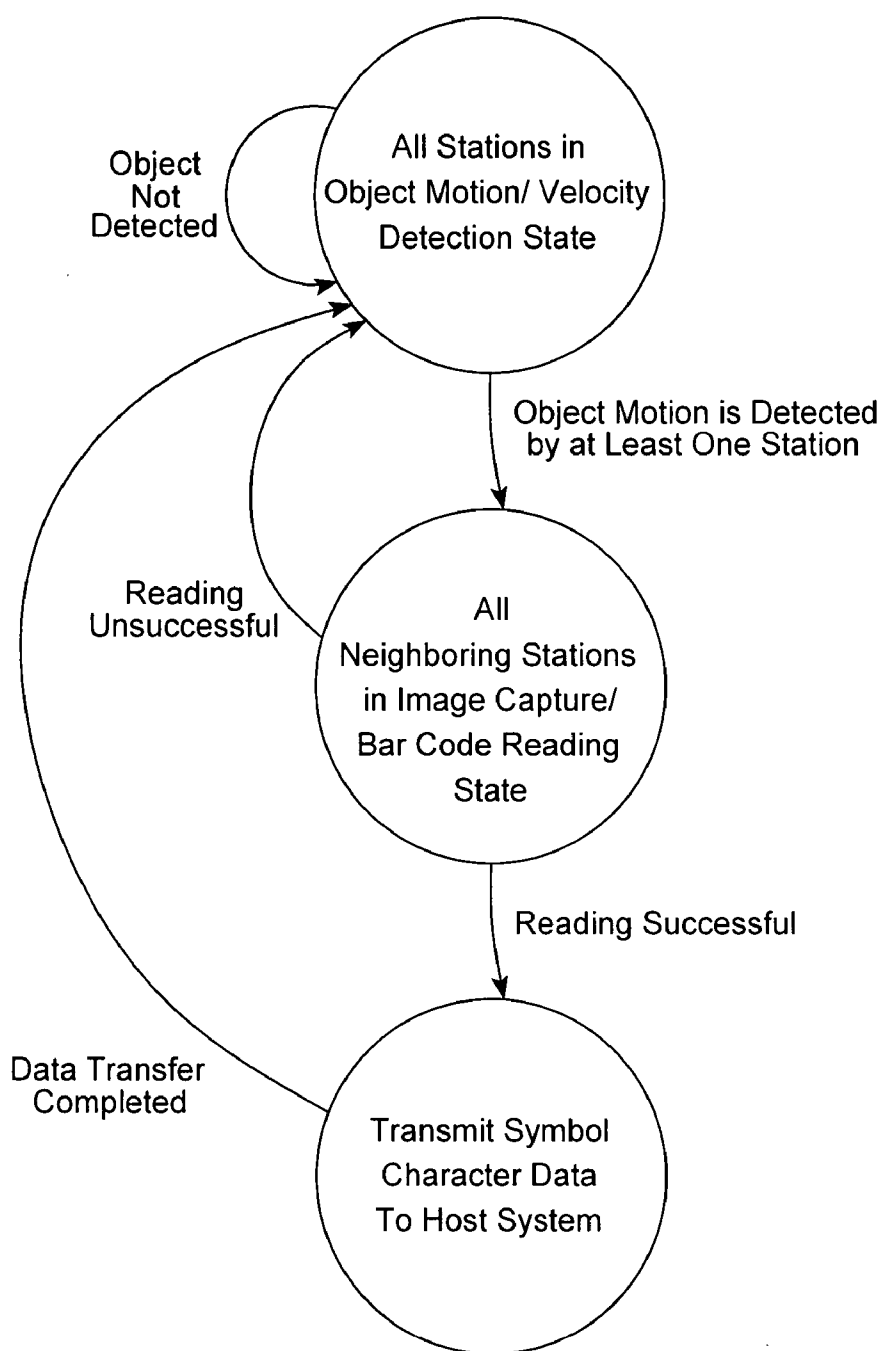 All Stations in
Object Motion/ Velocity
Detection State
Object
Not
Detected
Object Motion is Detected
by at Least One Station
Reading
Unsuccessful
All
Neighboring Stations
in Image Capture/
Bar Code Reading
State
Reading Successful
Data Transfer
Completed
Transmit Symbol
Character Data
To Host System